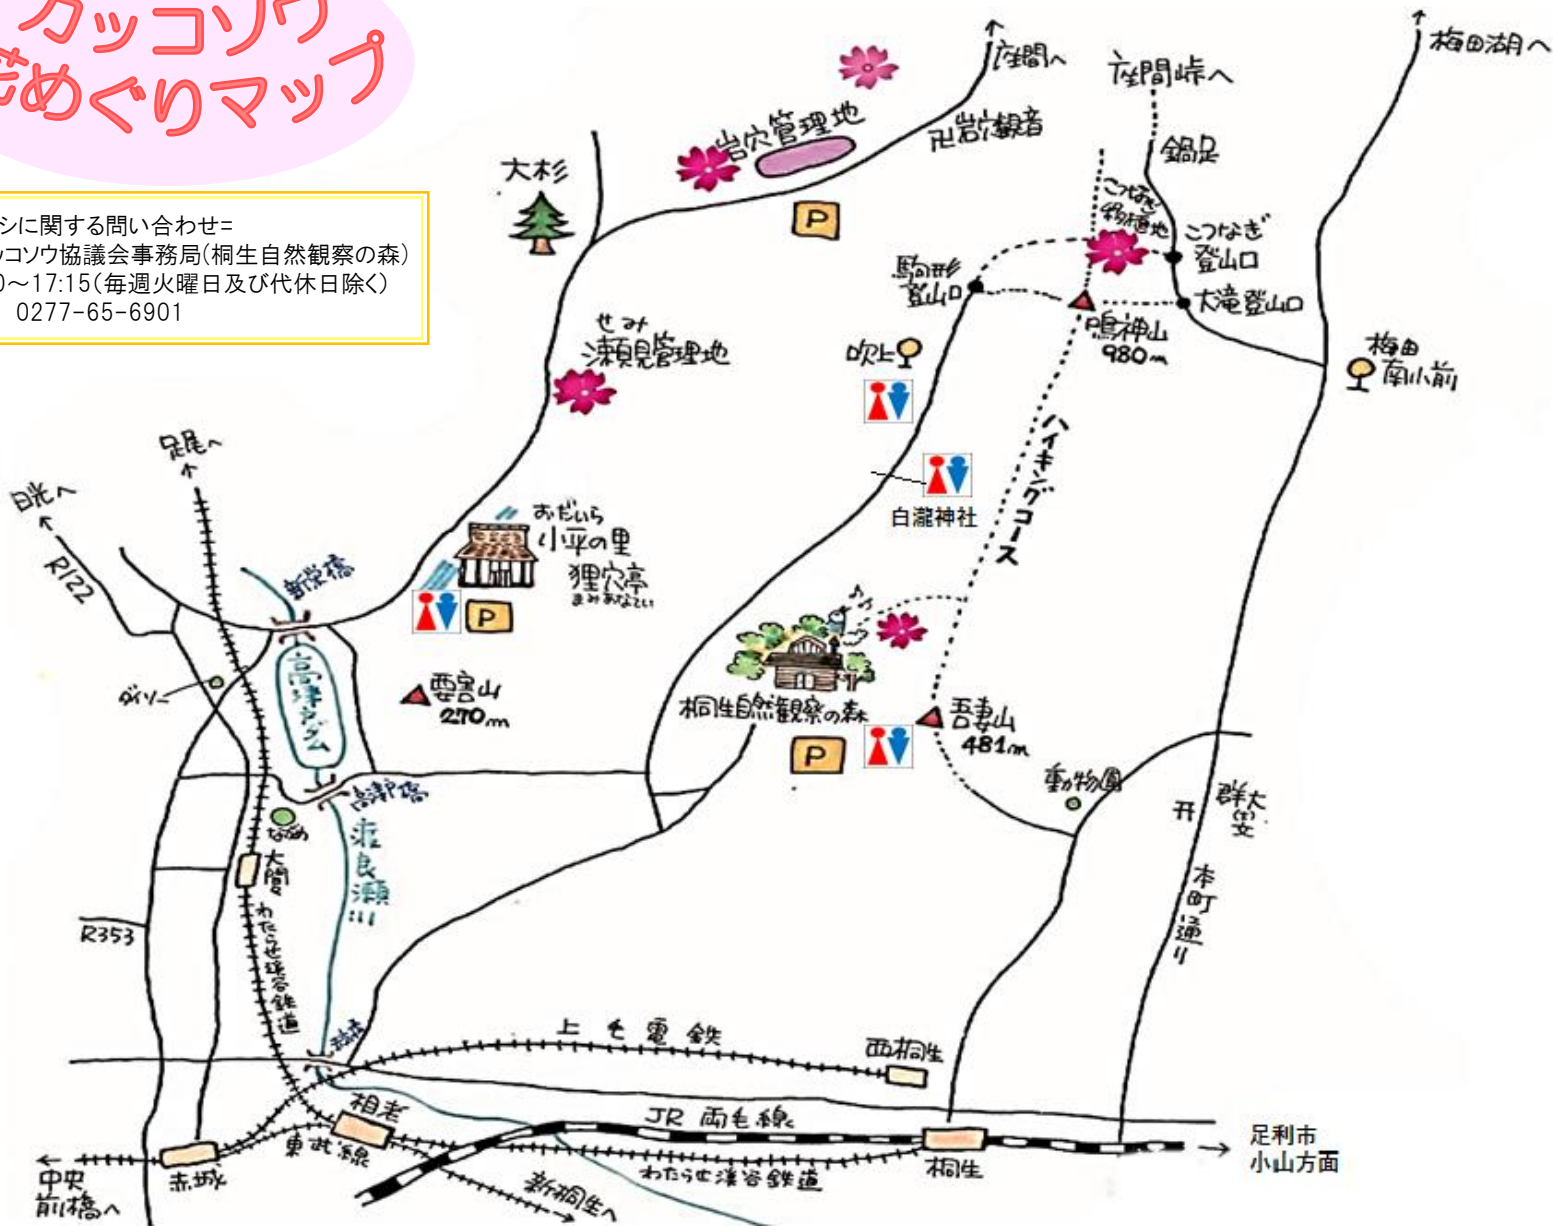 カッコソウ
花めぐりマップ
シに関する問い合わせ=
ッコソウ協議会事務局(桐生自然観察の森)
0～17:15(毎週火曜日及び代休日除く)
0277-65-6901
座間へ
座間峠へ
梅田湖へ
岩穴管理地
卍岩穴観音
鍋足
大杉
P
こつなぎ
移植地
こつなぎ
登山口
駒形
登山口
大滝登山口
鳴神山
980m
せみ
瀬見管理地
吹上
梅田
南小前
ハイキングコース
足尾へ
日光へ
R122
白瀧神社
おだいら
小平の里
狸穴亭
まみあなてい
新栄橋
P
高津戸ダム
要害山
270m
桐生自然観察の森
P
吾妻山
481m
動物園
群大
(工)
文
本町通り
高津戸橋
ながめ
大間々
渡良瀬川
わたらせ渓谷鉄道
R353
上毛電鉄
西桐生
相老
JR 両毛線
東武線
赤城
中央
前橋へ
わたらせ渓谷鉄道
新桐生へ
桐生
足利市
小山方面